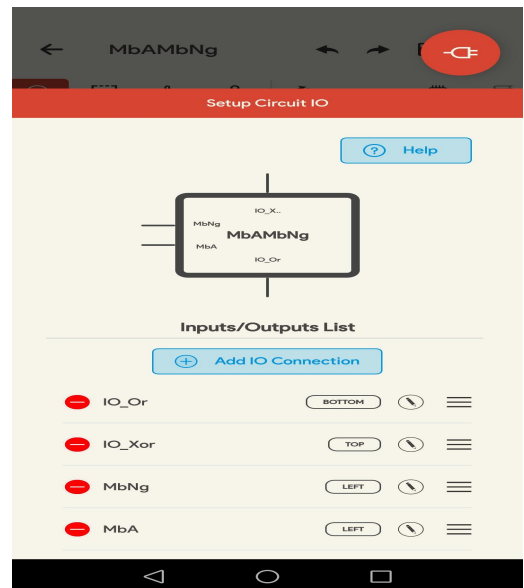 MbAMbNg
Setup Circuit IO
Help
IO_X..
MbNg
MbAMbNg
MbA
IO_Or
Inputs/Outputs List
Add IO Connection
IO_Or BOTTOM
IO_Xor TOP
MbNg LEFT
MbA LEFT